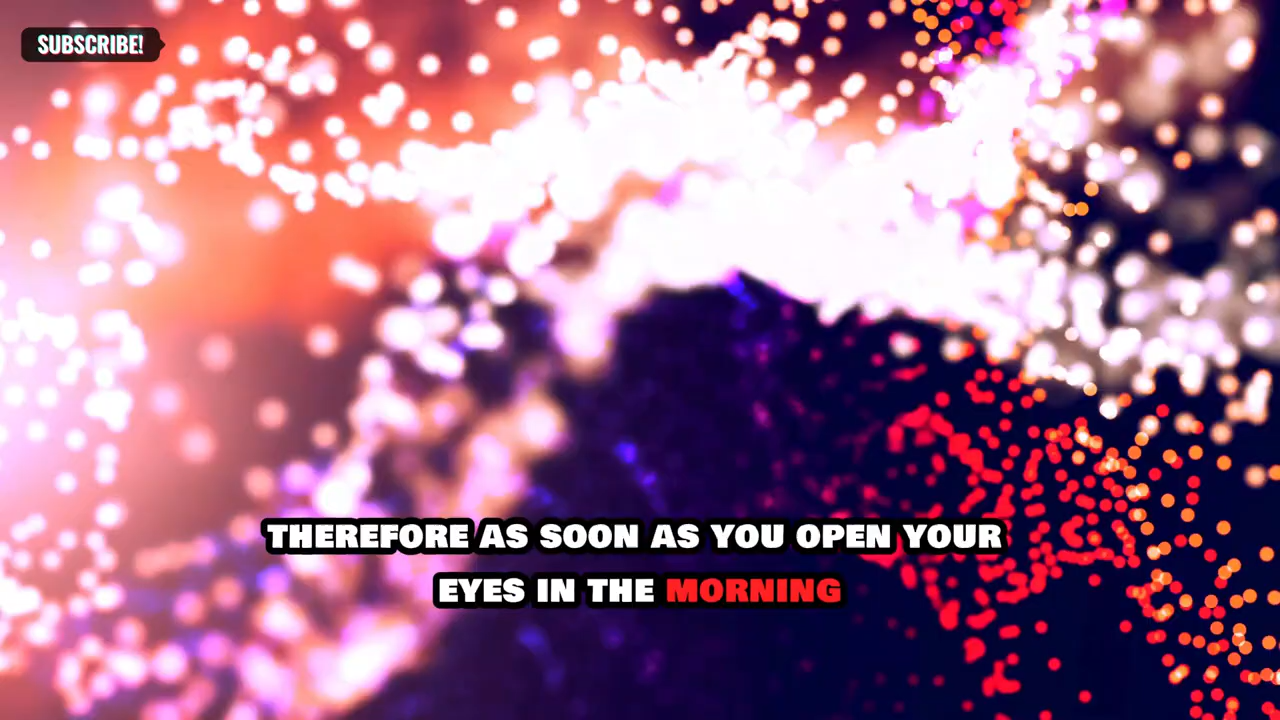 SUBSCRIBE!
THEREFORE AS SOON AS YOU OPEN YOUR
EYES IN THE MORNING